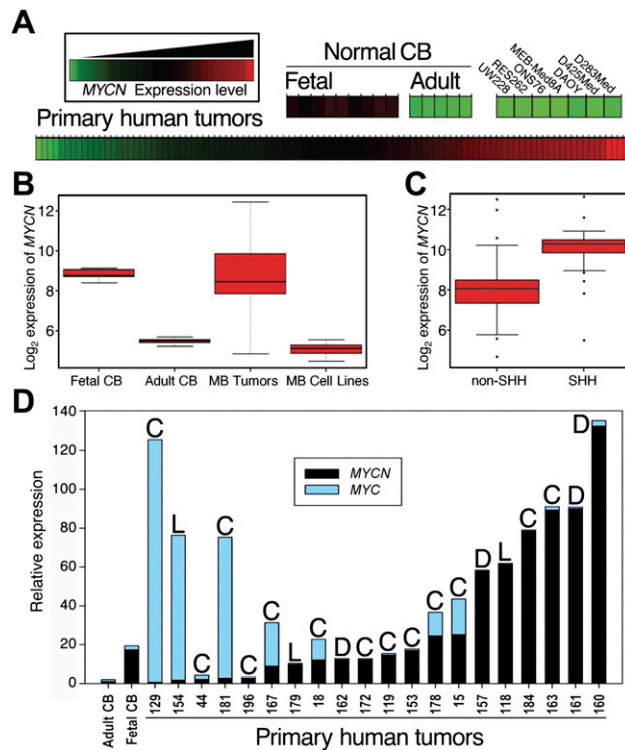 A
MYCN Expression level
Normal CB
Fetal
Adult
UW228
RES262
ONS76
MEB-Med8A
DAOY
D425Med
D283Med
Primary human tumors
B
Log2 expression of MYCN
12
10
8
6
Fetal CB Adult CB MB Tumors MB Cell Lines
C
Log2 expression of MYCN
12
10
8
6
non-SHH SHH
D
Relative expression
140
120
100
80
60
40
20
0
MYCN
MYC
C L C C C C L C D C C C C C D L C C D D
Adult CB Fetal CB 129 154 44 181 196 167 179 18 162 172 119 153 178 15 157 118 184 163 161 160
Primary human tumors